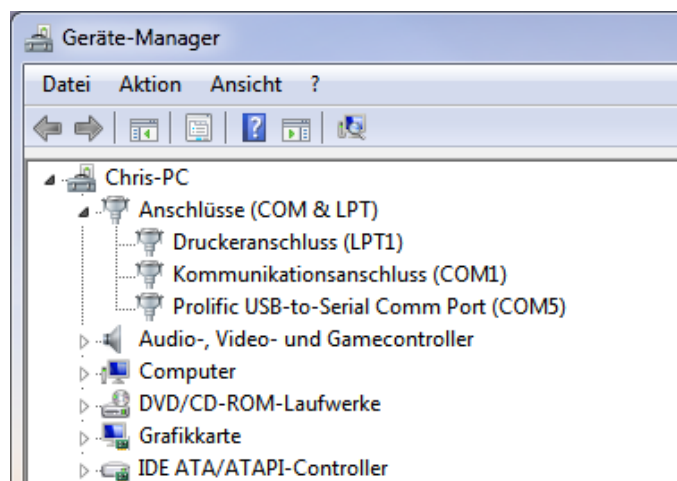 Geräte-Manager
Datei Aktion Ansicht ?
Chris-PC
Anschlüsse (COM & LPT)
Druckeranschluss (LPT1)
Kommunikationsanschluss (COM1)
Prolific USB-to-Serial Comm Port (COM5)
Audio-, Video- und Gamecontroller
Computer
DVD/CD-ROM-Laufwerke
Grafikkarte
IDE ATA/ATAPI-Controller